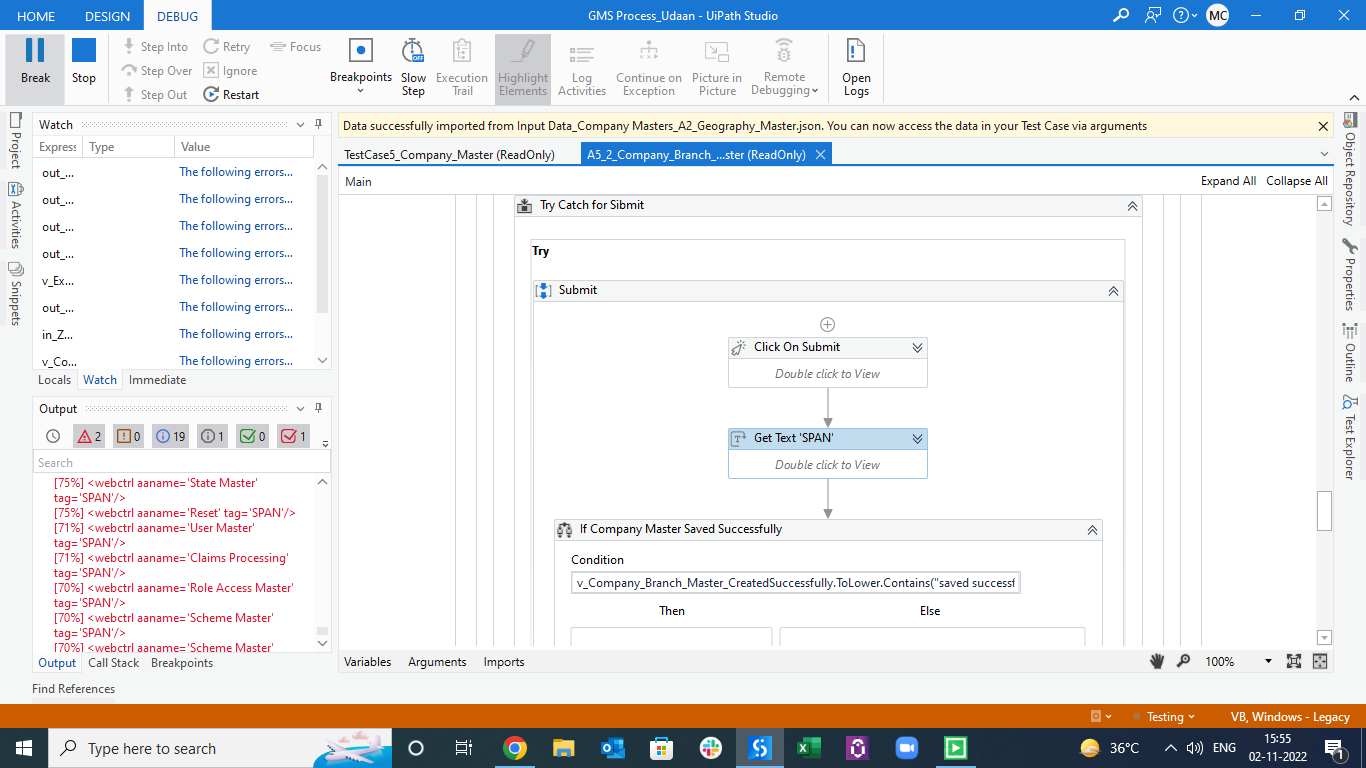 HOME DESIGN DEBUG GMS Process_Udaan - UiPath Studio MC
Break Stop
Step Into Retry Focus
Step Over Ignore
Step Out Restart
Breakpoints Slow Step Execution Trail Highlight Elements Log Activities Continue on Exception Picture in Picture Remote Debugging Open Logs
Project
Activities
Snippets
Watch
Express Type Value
out_... The following errors...
out_... The following errors...
out_... The following errors...
out_... The following errors...
v_Ex... The following errors...
out_... The following errors...
in_Z... The following errors...
v_Co... The following errors...
Locals Watch Immediate
Output
2 0 19 1 0 1
Search
[75%] <webctrl aaname='State Master'
tag='SPAN'/>
[75%] <webctrl aaname='Reset' tag='SPAN'/>
[71%] <webctrl aaname='User Master'
tag='SPAN'/>
[71%] <webctrl aaname='Claims Processing'
tag='SPAN'/>
[70%] <webctrl aaname='Role Access Master'
tag='SPAN'/>
[70%] <webctrl aaname='Scheme Master'
tag='SPAN'/>
[70%] <webctrl aaname='Scheme Master'
Output Call Stack Breakpoints
Find References
Data successfully imported from Input Data_Company Masters_A2_Geography_Master.json. You can now access the data in your Test Case via arguments
TestCase5_Company_Master (ReadOnly) A5_2_Company_Branch_...ster (ReadOnly)
Main Expand All Collapse All
Try Catch for Sibmit
Try
Submit
Click On Submit
Double click to View
Get Text 'SPAN'
Double click to View
If Company Master Saved Successfully
Condition
v_Company_Branch_Master_CreatedSuccessfully.ToLower.Contains("saved successf
Then Else
Variables Arguments Imports 100%
Object Repository
Properties
Outline
Test Explorer
Testing VB, Windows - Legacy
Type here to search 36°C ENG 15:55
02-11-2022
1